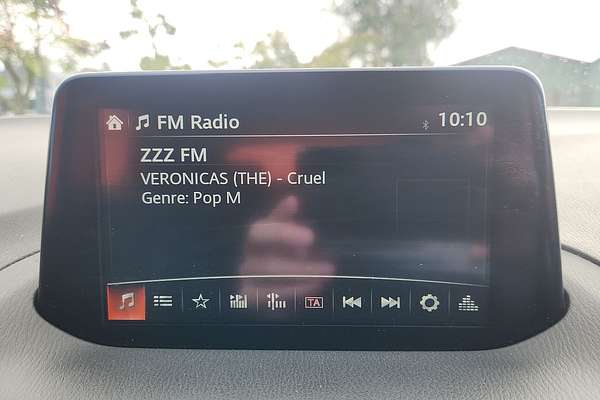 FM Radio 10:10
ZZZ FM
VERONICAS (THE) - Cruel
Genre: Pop M
TA